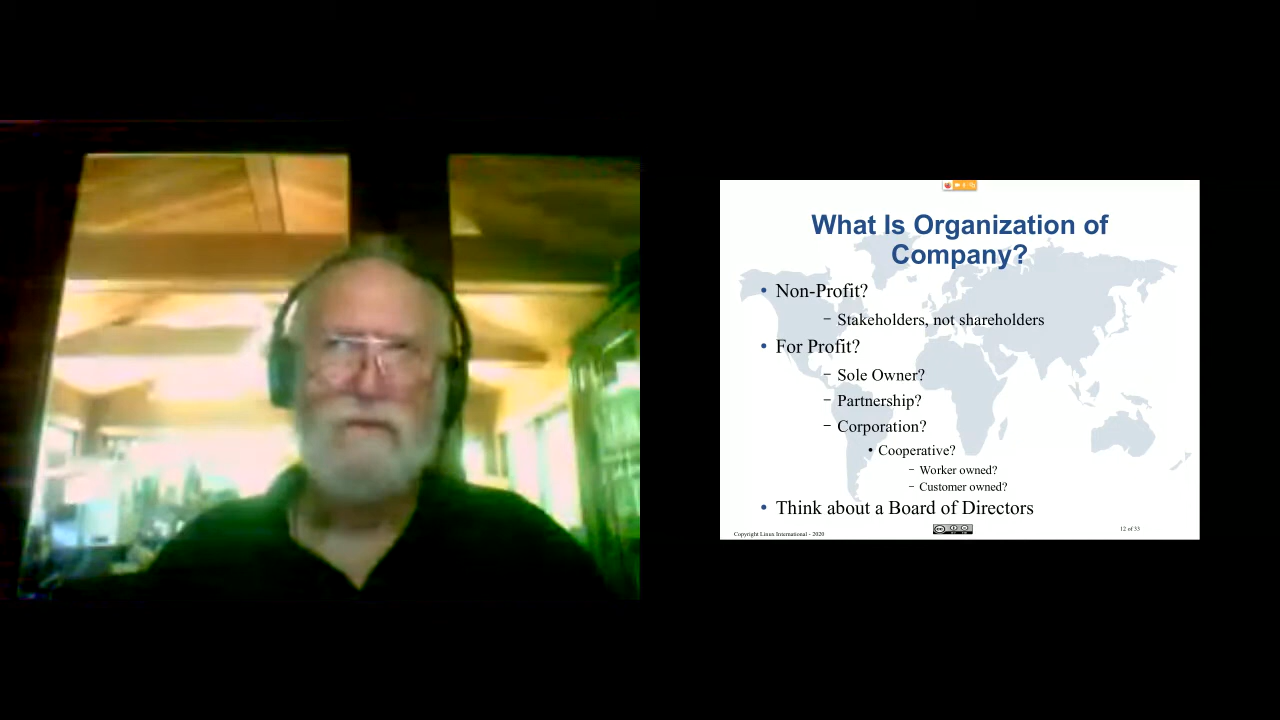 What Is Organization of
Company?
• Non-Profit?
– Stakeholders, not shareholders
• For Profit?
– Sole Owner?
– Partnership?
– Corporation?
• Cooperative?
– Worker owned?
– Customer owned?
• Think about a Board of Directors
Copyright Linux International - 2020
12 of 33